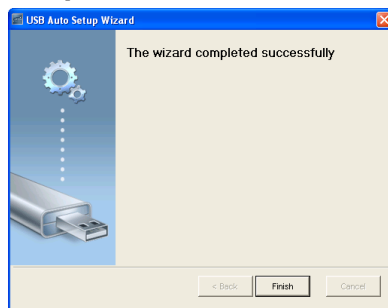 USB Auto Setup Wizard
The wizard completed successfully
< Back
Finish
Cancel